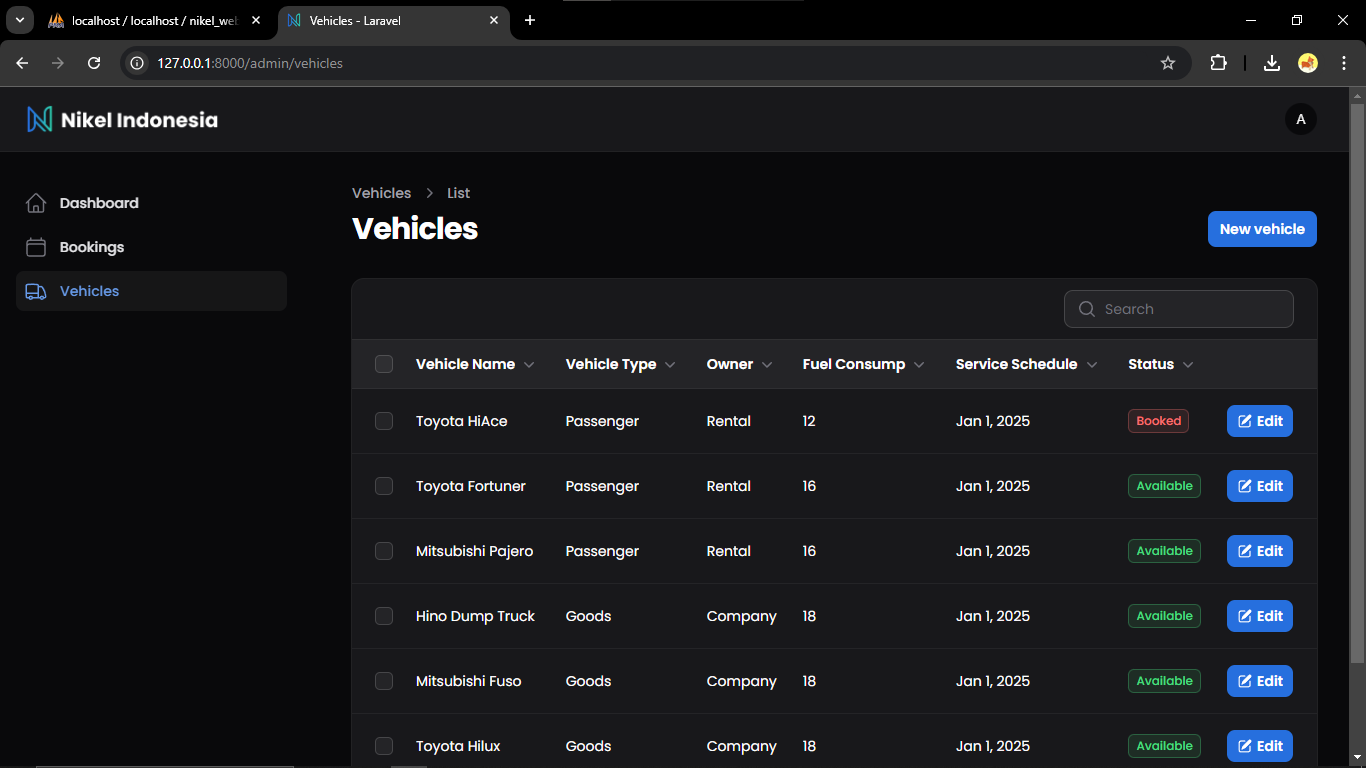 localhost / localhost / nikel_we
Vehicles - Laravel
127.0.0.1:8000/admin/vehicles
Nikel Indonesia
A
Dashboard
Bookings
Vehicles
Vehicles > List
Vehicles
New vehicle
Search
Vehicle Name Vehicle Type Owner Fuel Consump Service Schedule Status
Toyota HiAce Passenger Rental 12 Jan 1, 2025 Booked Edit
Toyota Fortuner Passenger Rental 16 Jan 1, 2025 Available Edit
Mitsubishi Pajero Passenger Rental 16 Jan 1, 2025 Available Edit
Hino Dump Truck Goods Company 18 Jan 1, 2025 Available Edit
Mitsubishi Fuso Goods Company 18 Jan 1, 2025 Available Edit
Toyota Hilux Goods Company 18 Jan 1, 2025 Available Edit